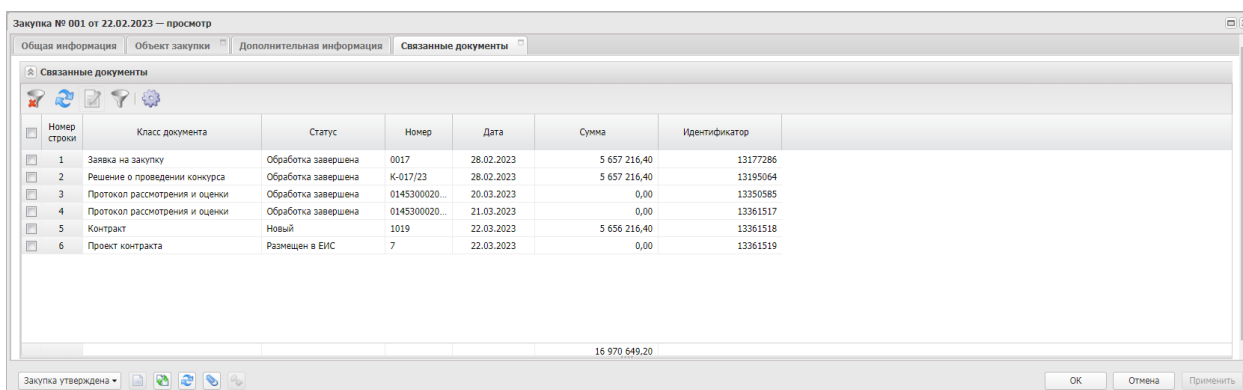 Закупка № 001 от 22.02.2023 — просмотр
Общая информация Объект закупки Дополнительная информация Связанные документы
Связанные документы
Номер строки Класс документа Статус Номер Дата Сумма Идентификатор
1 Заявка на закупку Обработка завершена 0017 28.02.2023 5 657 216,40 13177286
2 Решение о проведении конкурса Обработка завершена К-017/23 28.02.2023 5 657 216,40 13195064
3 Протокол рассмотрения и оценки Обработка завершена 0145300020... 20.03.2023 0,00 13350585
4 Протокол рассмотрения и оценки Обработка завершена 0145300020... 21.03.2023 0,00 13361517
5 Контракт Новый 1019 22.03.2023 5 656 216,40 13361518
6 Проект контракта Размещен в ЕИС 7 22.03.2023 0,00 13361519
16 970 649,20
Закупка утверждена ОК Отмена Применить